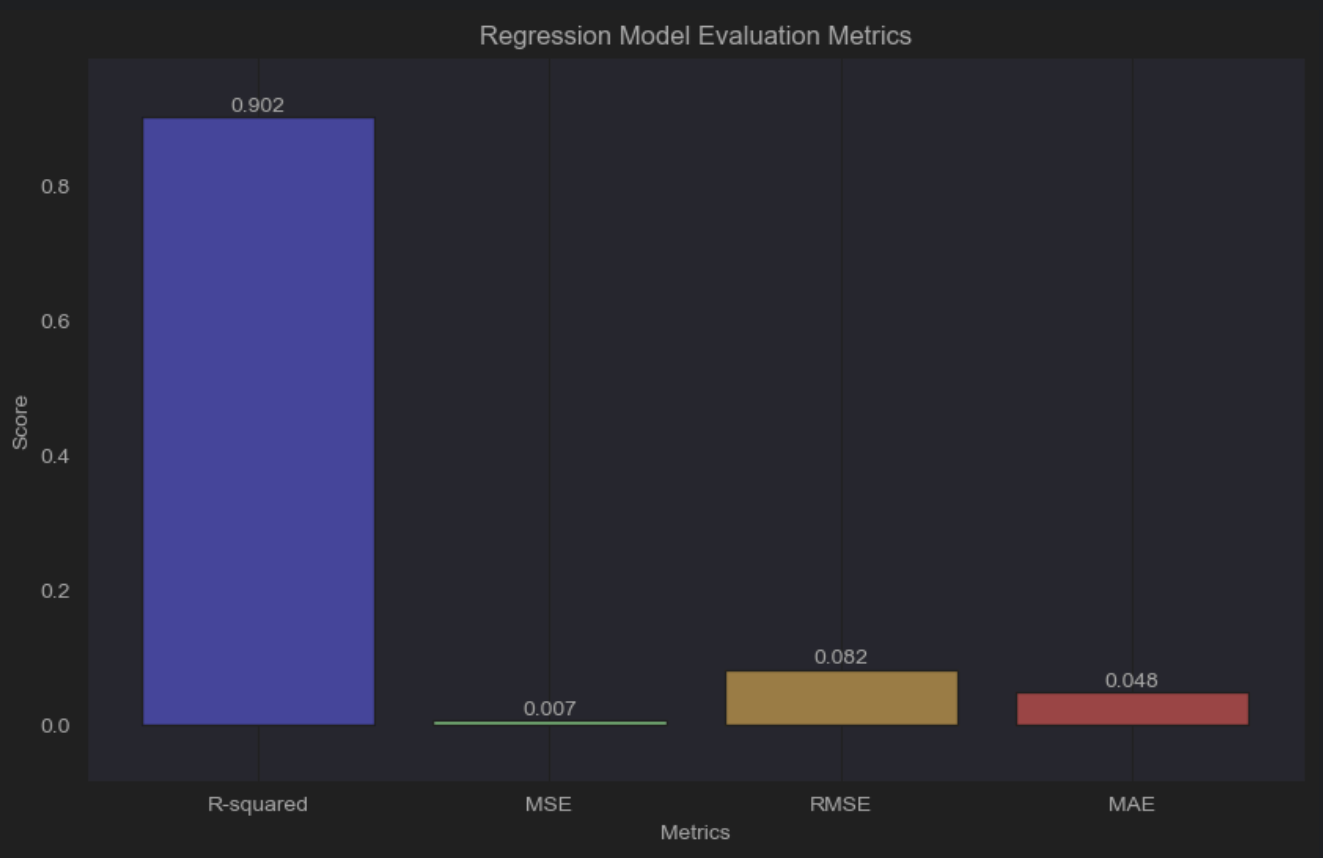 Regression Model Evaluation Metrics
0.902
0.8
0.6
Score
0.4
0.2
0.082
0.048
0.007
0.0
R-squared MSE RMSE MAE
Metrics